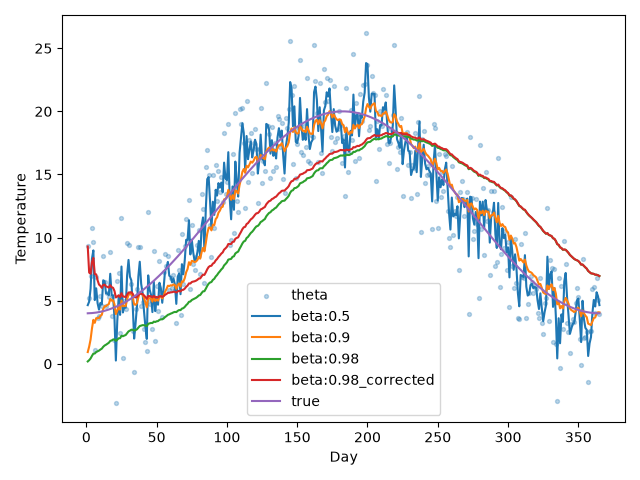 25
20
15
10
5
0
Temperature
theta
beta:0.5
beta:0.9
beta:0.98
beta:0.98_corrected
true
0 50 100 150 200 250 300 350
Day